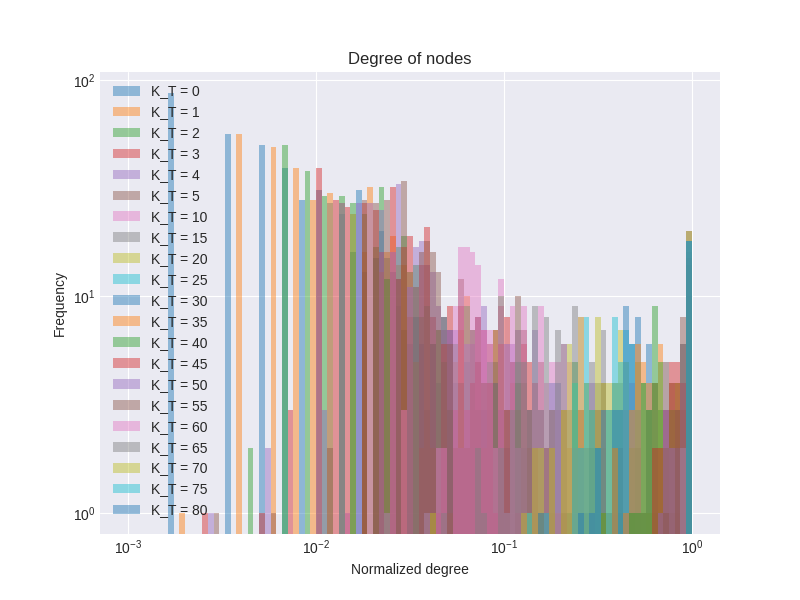 Degree of nodes
10²
10¹
10⁰
Frequency
K_T = 0
K_T = 1
K_T = 2
K_T = 3
K_T = 4
K_T = 5
K_T = 10
K_T = 15
K_T = 20
K_T = 25
K_T = 30
K_T = 35
K_T = 40
K_T = 45
K_T = 50
K_T = 55
K_T = 60
K_T = 65
K_T = 70
K_T = 75
K_T = 80
10⁻³ 10⁻² 10⁻¹ 10⁰
Normalized degree